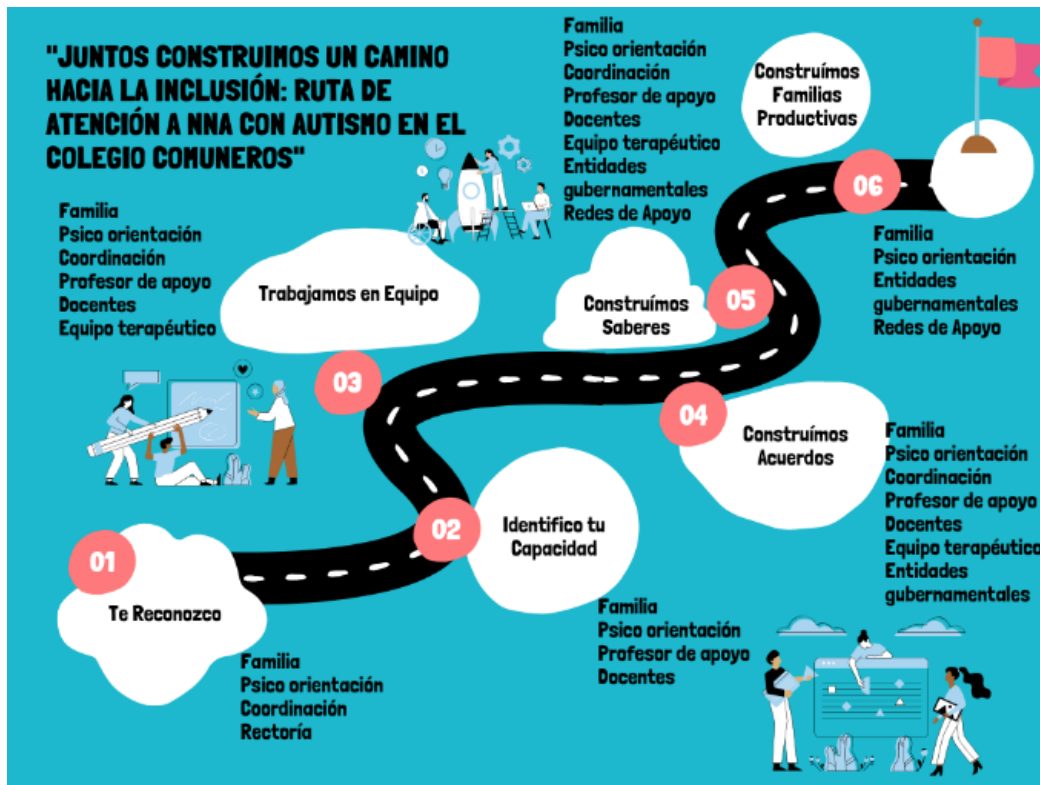 "JUNTOS CONSTRUIMOS UN CAMINO
HACIA LA INCLUSIÓN: RUTA DE
ATENCIÓN A NNA CON AUTISMO EN EL
COLEGIO COMUNEROS"
01
Te Reconozco
Familia
Psico orientación
Coordinación
Rectoría
02
Identifico tu
Capacidad
Familia
Psico orientación
Profesor de apoyo
Docentes
03
Trabajamos en Equipo
Familia
Psico orientación
Coordinación
Profesor de apoyo
Docentes
Equipo terapéutico
04
Construímos
Acuerdos
Familia
Psico orientación
Coordinación
Profesor de apoyo
Docentes
Equipo terapéutico
Entidades
gubernamentales
05
Construímos
Saberes
Familia
Psico orientación
Coordinación
Profesor de apoyo
Docentes
Equipo terapéutico
Entidades
gubernamentales
Redes de Apoyo
06
Construímos
Familias
Productivas
Familia
Psico orientación
Entidades
gubernamentales
Redes de Apoyo